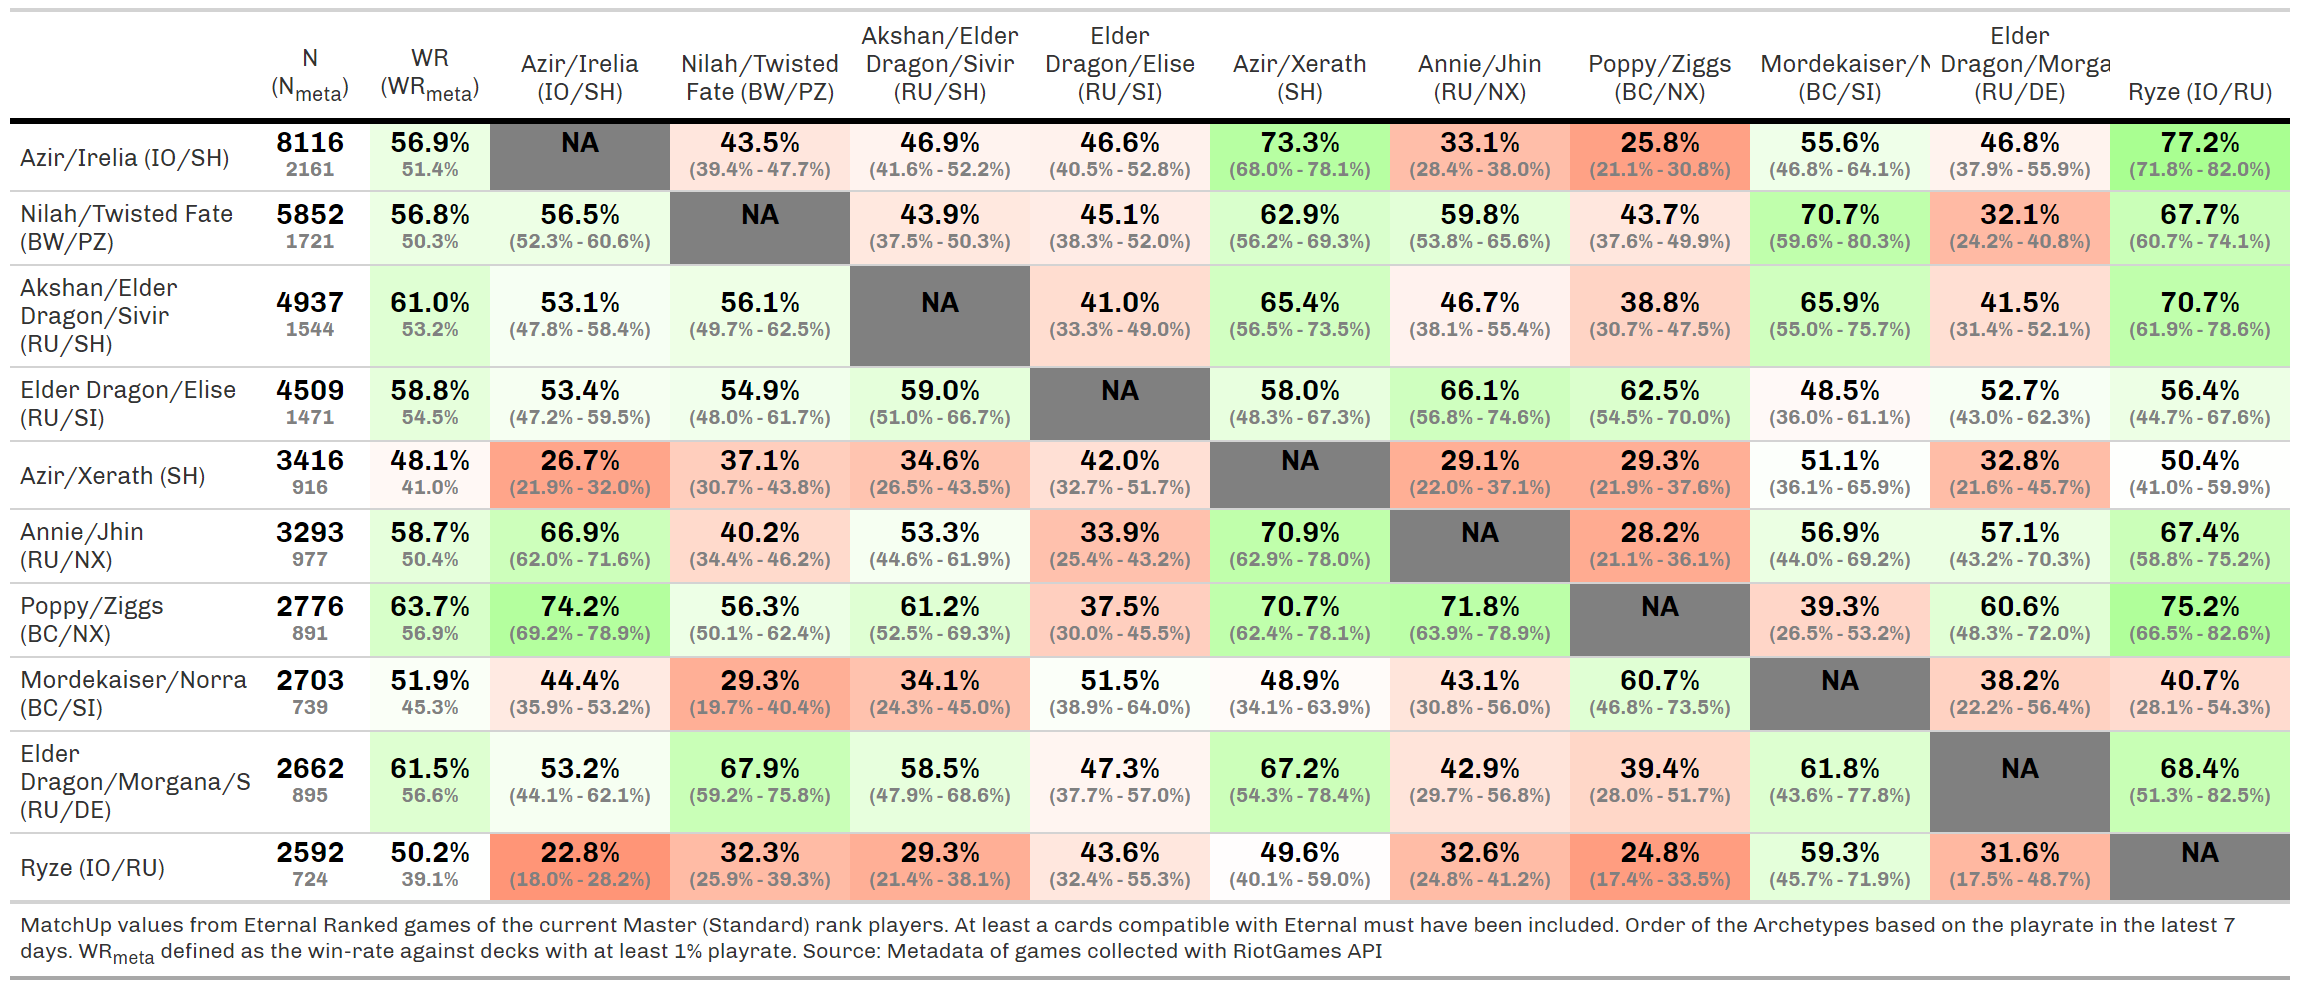 N (N_meta) WR (WR_meta) Azir/Irelia (IO/SH) Nilah/Twisted Fate (BW/PZ) Akshan/Elder Dragon/Sivir (RU/SH) Elder Dragon/Elise (RU/SI) Azir/Xerath (SH) Annie/Jhin (RU/NX) Poppy/Ziggs (BC/NX) Mordekaiser/N (BC/SI) Elder Dragon/Morga (RU/DE) Ryze (IO/RU)
Azir/Irelia (IO/SH) 8116 56.9% NA 43.5% 46.9% 46.6% 73.3% 33.1% 25.8% 55.6% 46.8% 77.2%
2161 51.4% (39.4% - 47.7%) (41.6% - 52.2%) (40.5% - 52.8%) (68.0% - 78.1%) (28.4% - 38.0%) (21.1% - 30.8%) (46.8% - 64.1%) (37.9% - 55.9%) (71.8% - 82.0%)
Nilah/Twisted Fate (BW/PZ) 5852 56.8% 56.5% NA 43.9% 45.1% 62.9% 59.8% 43.7% 70.7% 32.1% 67.7%
1721 50.3% (52.3% - 60.6%) (37.5% - 50.3%) (38.3% - 52.0%) (56.2% - 69.3%) (53.8% - 65.6%) (37.6% - 49.9%) (59.6% - 80.3%) (24.2% - 40.8%) (60.7% - 74.1%)
Akshan/Elder Dragon/Sivir (RU/SH) 4937 61.0% 53.1% 56.1% NA 41.0% 65.4% 46.7% 38.8% 65.9% 41.5% 70.7%
1544 53.2% (47.8% - 58.4%) (49.7% - 62.5%) (33.3% - 49.0%) (56.5% - 73.5%) (38.1% - 55.4%) (30.7% - 47.5%) (55.0% - 75.7%) (31.4% - 52.1%) (61.9% - 78.6%)
Elder Dragon/Elise (RU/SI) 4509 58.8% 53.4% 54.9% 59.0% NA 58.0% 66.1% 62.5% 48.5% 52.7% 56.4%
1471 54.5% (47.2% - 59.5%) (48.0% - 61.7%) (51.0% - 66.7%) (48.3% - 67.3%) (56.8% - 74.6%) (54.5% - 70.0%) (36.0% - 61.1%) (43.0% - 62.3%) (44.7% - 67.6%)
Azir/Xerath (SH) 3416 48.1% 26.7% 37.1% 34.6% 42.0% NA 29.1% 29.3% 51.1% 32.8% 50.4%
916 41.0% (21.9% - 32.0%) (30.7% - 43.8%) (26.5% - 43.5%) (32.7% - 51.7%) (22.0% - 37.1%) (21.9% - 37.6%) (36.1% - 65.9%) (21.6% - 45.7%) (41.0% - 59.9%)
Annie/Jhin (RU/NX) 3293 58.7% 66.9% 40.2% 53.3% 33.9% 70.9% NA 28.2% 56.9% 57.1% 67.4%
977 50.4% (62.0% - 71.6%) (34.4% - 46.2%) (44.6% - 61.9%) (25.4% - 43.2%) (62.9% - 78.0%) (21.1% - 36.1%) (44.0% - 69.2%) (43.2% - 70.3%) (58.8% - 75.2%)
Poppy/Ziggs (BC/NX) 2776 63.7% 74.2% 56.3% 61.2% 37.5% 70.7% 71.8% NA 39.3% 60.6% 75.2%
891 56.9% (69.2% - 78.9%) (50.1% - 62.4%) (52.5% - 69.3%) (30.0% - 45.5%) (62.4% - 78.1%) (63.9% - 78.9%) (26.5% - 53.2%) (48.3% - 72.0%) (66.5% - 82.6%)
Mordekaiser/Norra (BC/SI) 2703 51.9% 44.4% 29.3% 34.1% 51.5% 48.9% 43.1% 60.7% NA 38.2% 40.7%
739 45.3% (35.9% - 53.2%) (19.7% - 40.4%) (24.3% - 45.0%) (38.9% - 64.0%) (34.1% - 63.9%) (30.8% - 56.0%) (46.8% - 73.5%) (22.2% - 56.4%) (28.1% - 54.3%)
Elder Dragon/Morgana/S (RU/DE) 2662 61.5% 53.2% 67.9% 58.5% 47.3% 67.2% 42.9% 39.4% 61.8% NA 68.4%
895 56.6% (44.1% - 62.1%) (59.2% - 75.8%) (47.9% - 68.6%) (37.7% - 57.0%) (54.3% - 78.4%) (29.7% - 56.8%) (28.0% - 51.7%) (43.6% - 77.8%) (51.3% - 82.5%)
Ryze (IO/RU) 2592 50.2% 22.8% 32.3% 29.3% 43.6% 49.6% 32.6% 24.8% 59.3% 31.6% NA
724 39.1% (18.0% - 28.2%) (25.9% - 39.3%) (21.4% - 38.1%) (32.4% - 55.3%) (40.1% - 59.0%) (24.8% - 41.2%) (17.4% - 33.5%) (45.7% - 71.9%) (17.5% - 48.7%)
MatchUp values from Eternal Ranked games of the current Master (Standard) rank players. At least a cards compatible with Eternal must have been included. Order of the Archetypes based on the playrate in the latest 7
days. WR_meta defined as the win-rate against decks with at least 1% playrate. Source: Metadata of games collected with RiotGames API